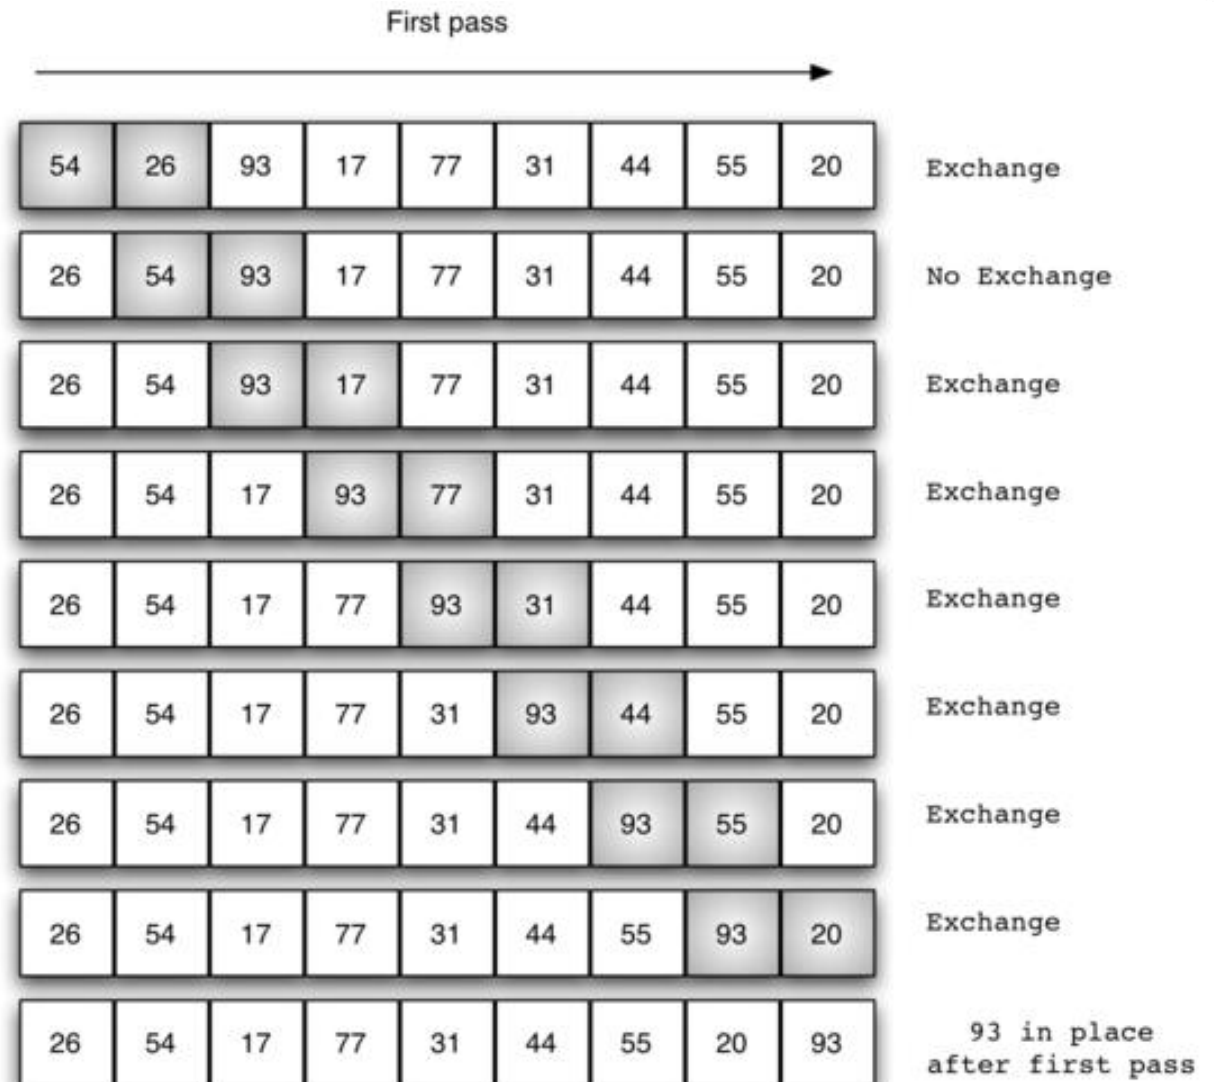 First pass
54 26 93 17 77 31 44 55 20 Exchange
26 54 93 17 77 31 44 55 20 No Exchange
26 54 93 17 77 31 44 55 20 Exchange
26 54 17 93 77 31 44 55 20 Exchange
26 54 17 77 93 31 44 55 20 Exchange
26 54 17 77 31 93 44 55 20 Exchange
26 54 17 77 31 44 93 55 20 Exchange
26 54 17 77 31 44 55 93 20 Exchange
26 54 17 77 31 44 55 20 93 93 in place
after first pass